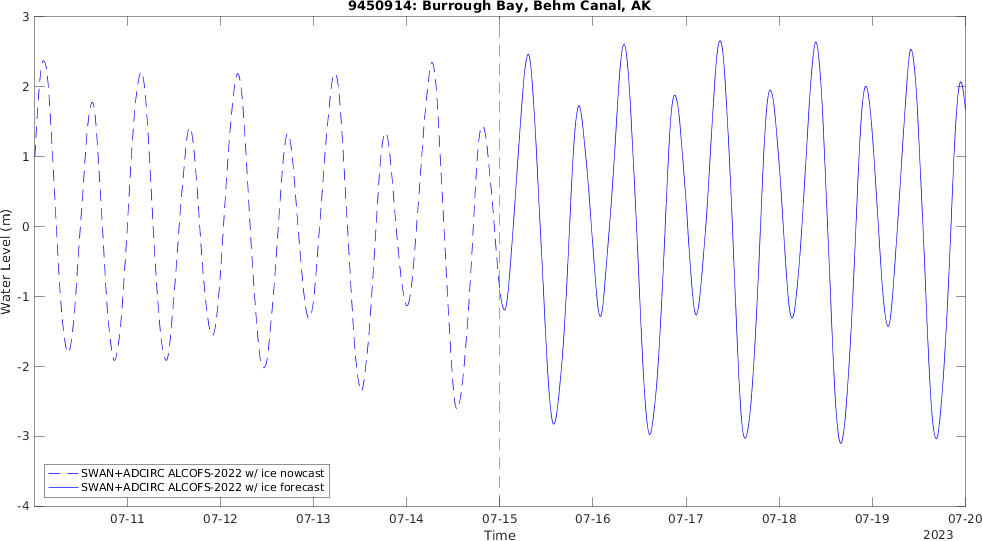 9450914: Burrough Bay, Behm Canal, AK
3
2
1
0
-1
-2
-3
-4
Water Level (m)
SWAN+ADCIRC ALCOFS-2022 w/ ice nowcast
SWAN+ADCIRC ALCOFS-2022 w/ ice forecast
07-11 07-12 07-13 07-14 07-15 07-16 07-17 07-18 07-19 07-20
Time
2023